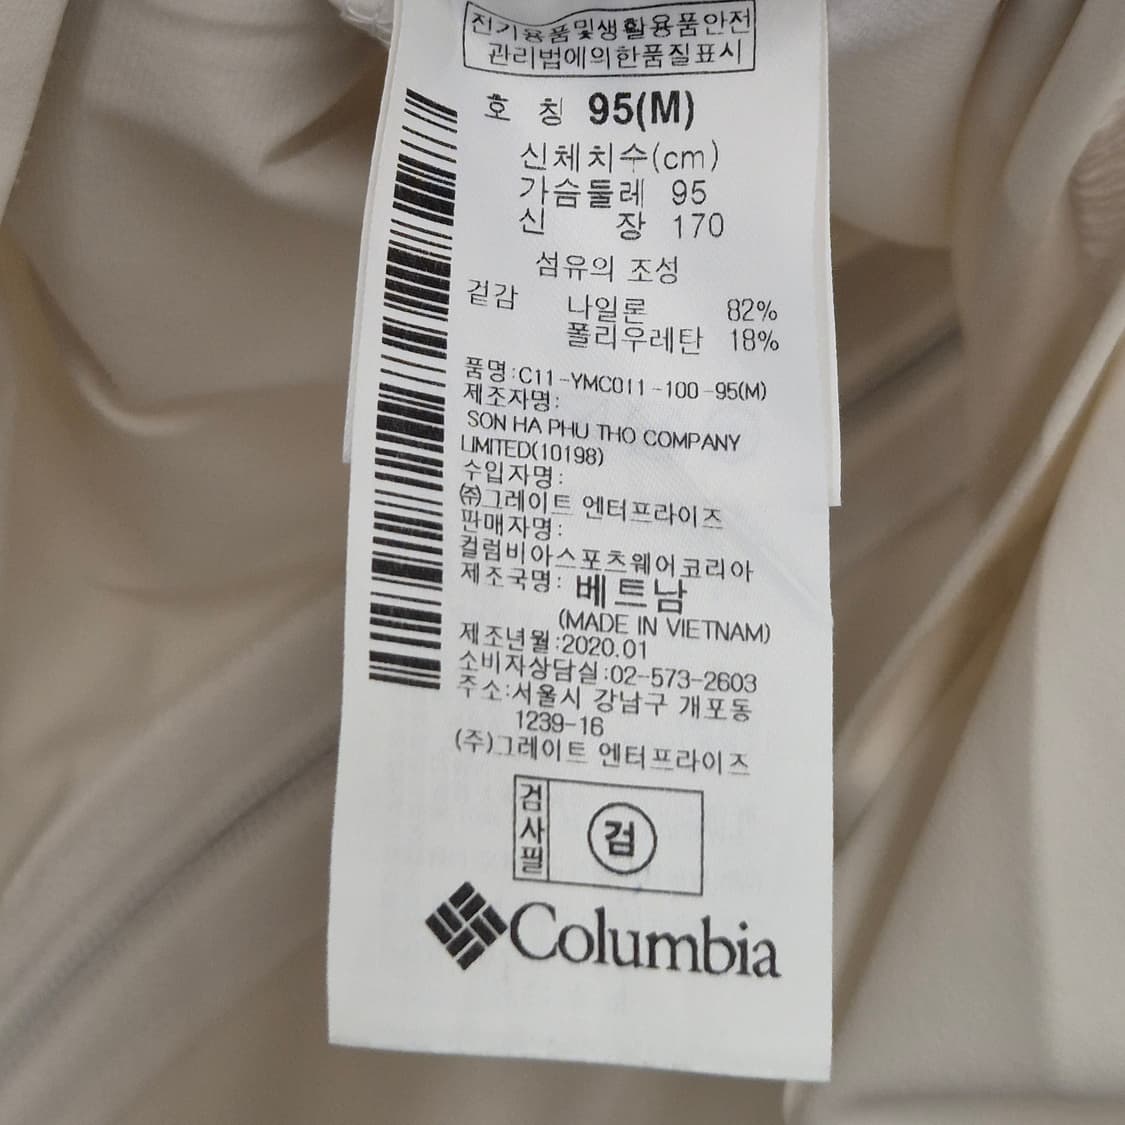 전기용품및생활용품안전
관리법에의한품질표시
호 칭 95(M)
신체치수(cm)
가슴둘레 95
신 장 170
섬유의 조성
겉감 나일론 82%
폴리우레탄 18%
품명:C11-YMC011-100-95(M)
제조자명:
SON HA PHU THO COMPANY
LIMITED(10198)
수입자명:
㈜그레이트 엔터프라이즈
판매자명:
컬럼비아스포츠웨어코리아
제조국명: 베트남
(MADE IN VIETNAM)
제조년월:2020.01
소비자상담실:02-573-2603
주소:서울시 강남구 개포동
1239-16
(주)그레이트 엔터프라이즈
검사필 검
Columbia